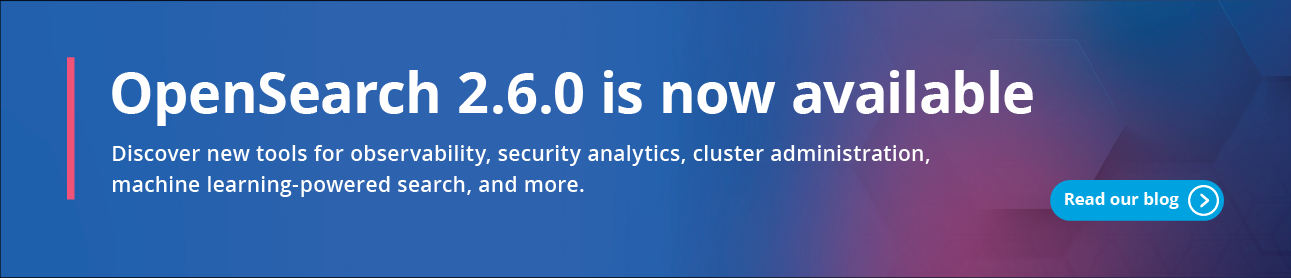 OpenSearch 2.6.0 is now available
Discover new tools for observability, security analytics, cluster administration,
machine learning-powered search, and more.
Read our blog